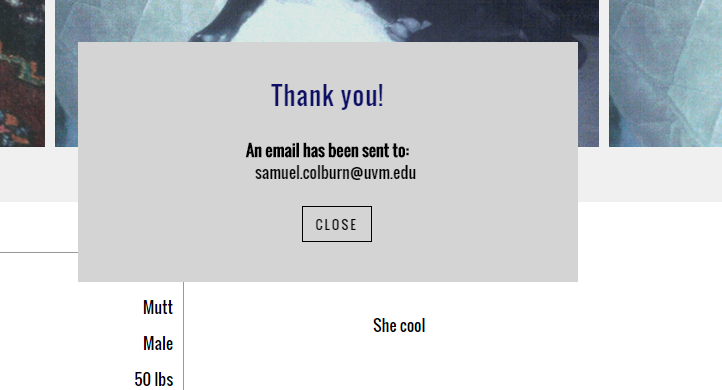 Thank you!
An email has been sent to:
samuel.colburn@uvm.edu
CLOSE
Mutt
She cool
Male
50 lbs